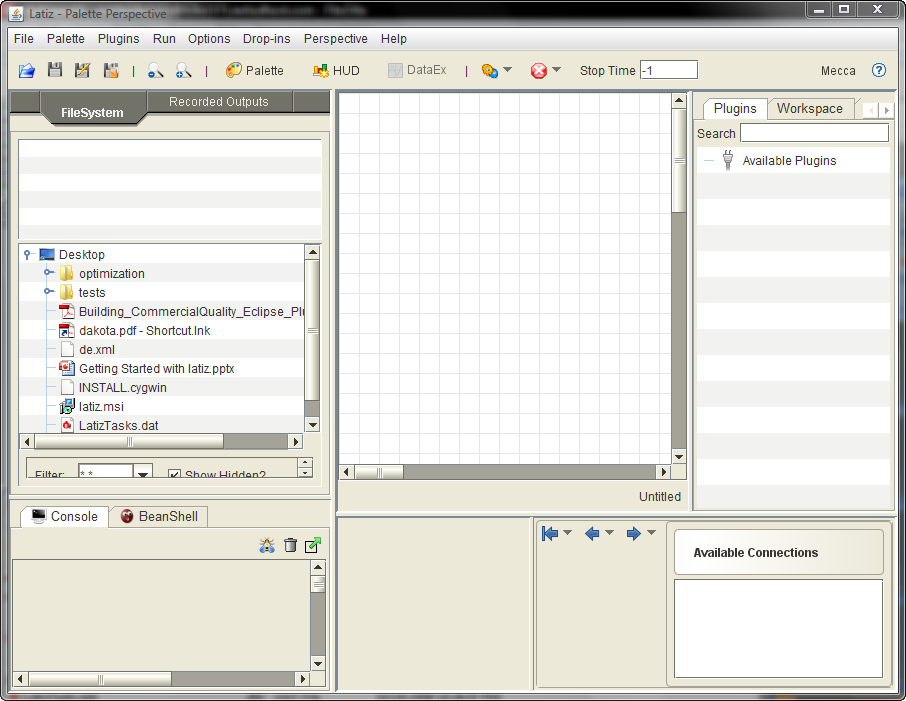 Latiz - Palette Perspective
File Palette Plugins Run Options Drop-ins Perspective Help
Palette HUD DataEx Stop Time -1 Mecca ?
FileSystem Recorded Outputs
Desktop
optimization
tests
Building_CommercialQuality_Eclipse_Plu
dakota.pdf - Shortcut.lnk
de.xml
Getting Started with latiz.pptx
INSTALL.cygwin
latiz.msi
LatizTasks.dat
Filter: *.* Show Hidden?
Console BeanShell
Untitled
Plugins Workspace
Search
Available Plugins
Available Connections